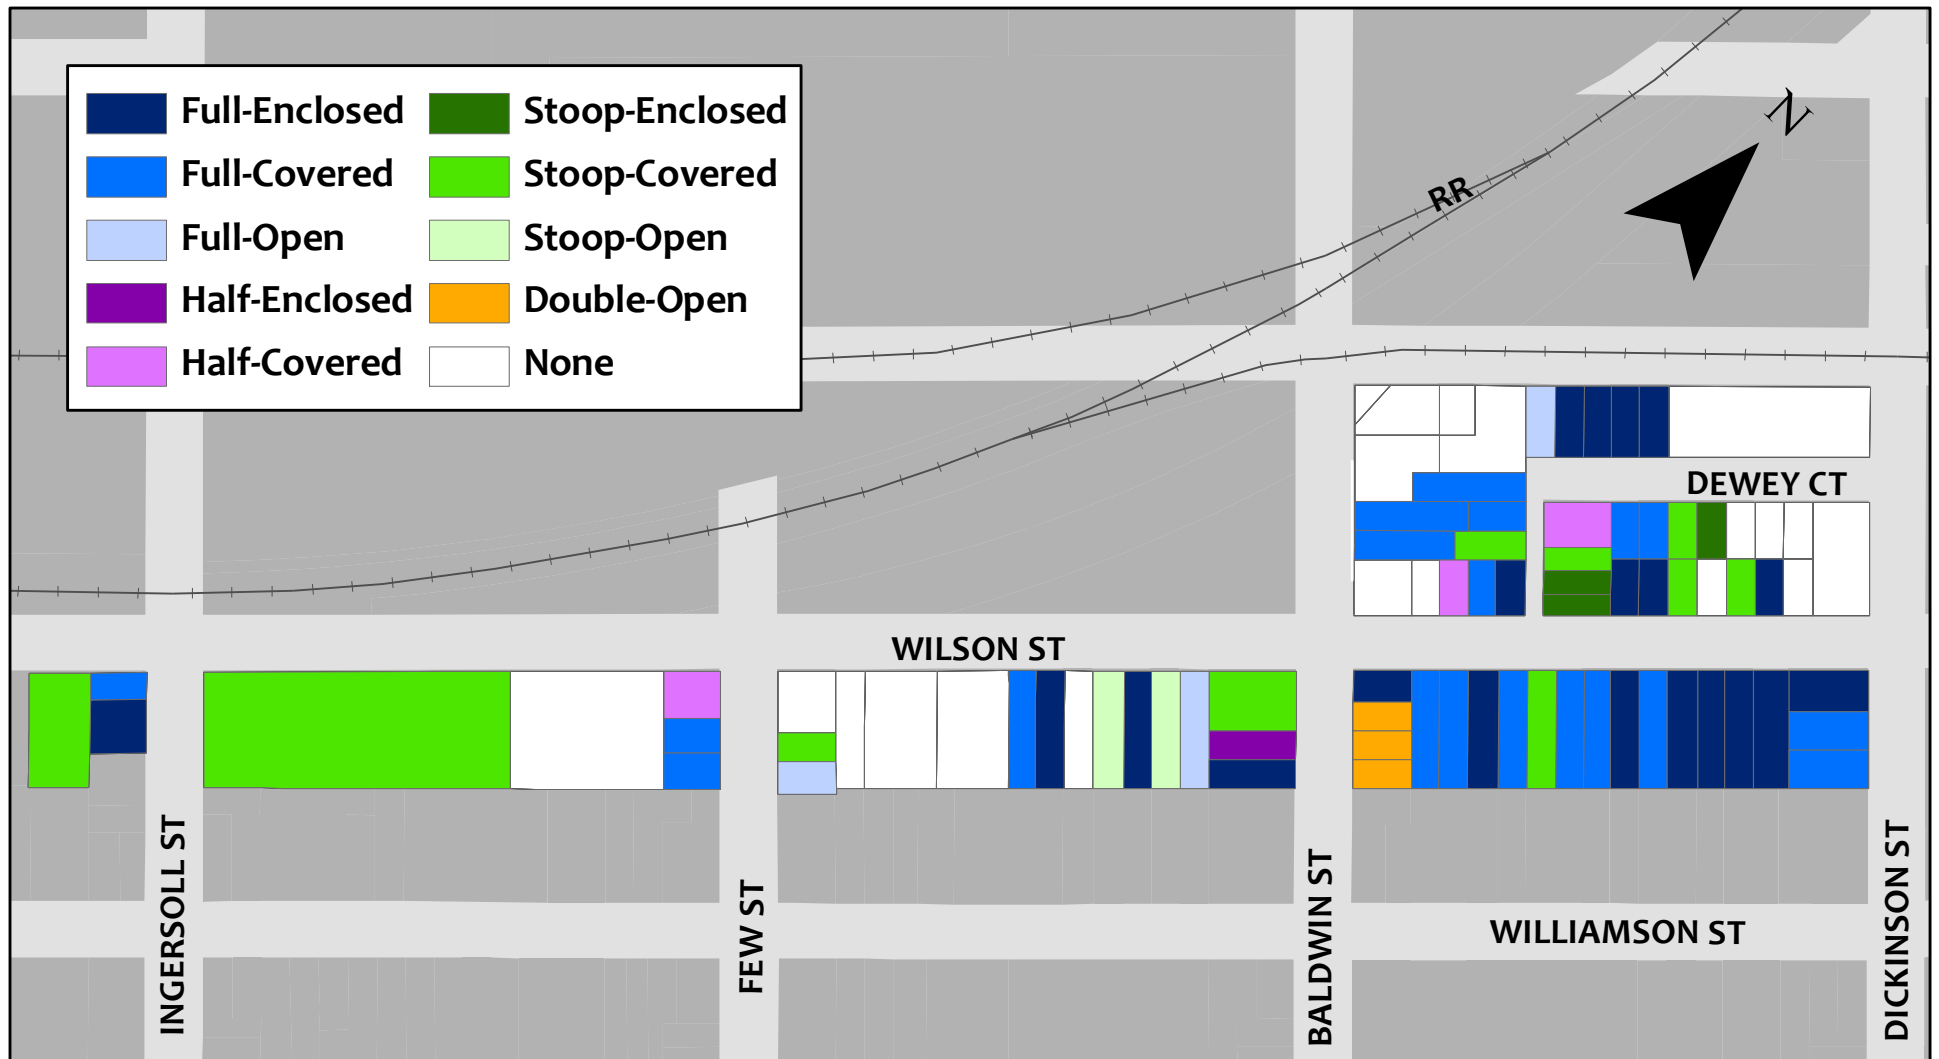 Full-Enclosed
Full-Covered
Full-Open
Half-Enclosed
Half-Covered
Stoop-Enclosed
Stoop-Covered
Stoop-Open
Double-Open
None
N
RR
DEWEY CT
WILSON ST
INGERSOLL ST
FEW ST
BALDWIN ST
WILLIAMSON ST
DICKINSON ST